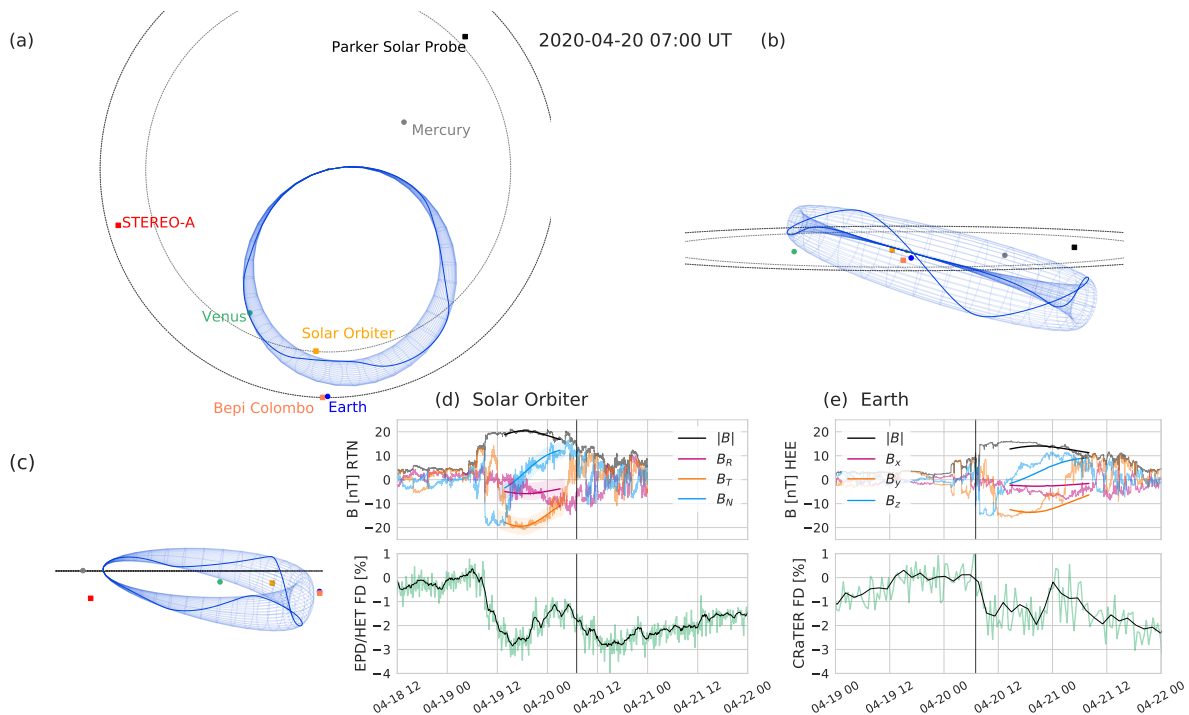 (a)
Parker Solar Probe
2020-04-20 07:00 UT
(b)
Mercury
STEREO-A
Venus
Solar Orbiter
Bepi Colombo
Earth
(c)
(d) Solar Orbiter
B [nT] RTN
20
10
0
−10
−20
|B|
B_R
B_T
B_N
EPD/HET FD [%]
1
0
−1
−2
−3
−4
04-18 12
04-19 00
04-19 12
04-20 00
04-20 12
04-21 00
04-21 12
04-22 00
(e) Earth
B [nT] HEE
20
10
0
−10
−20
|B|
B_x
B_y
B_z
CRaTER FD [%]
1
0
−1
−2
−3
−4
04-19 00
04-19 12
04-20 00
04-20 12
04-21 00
04-21 12
04-22 00